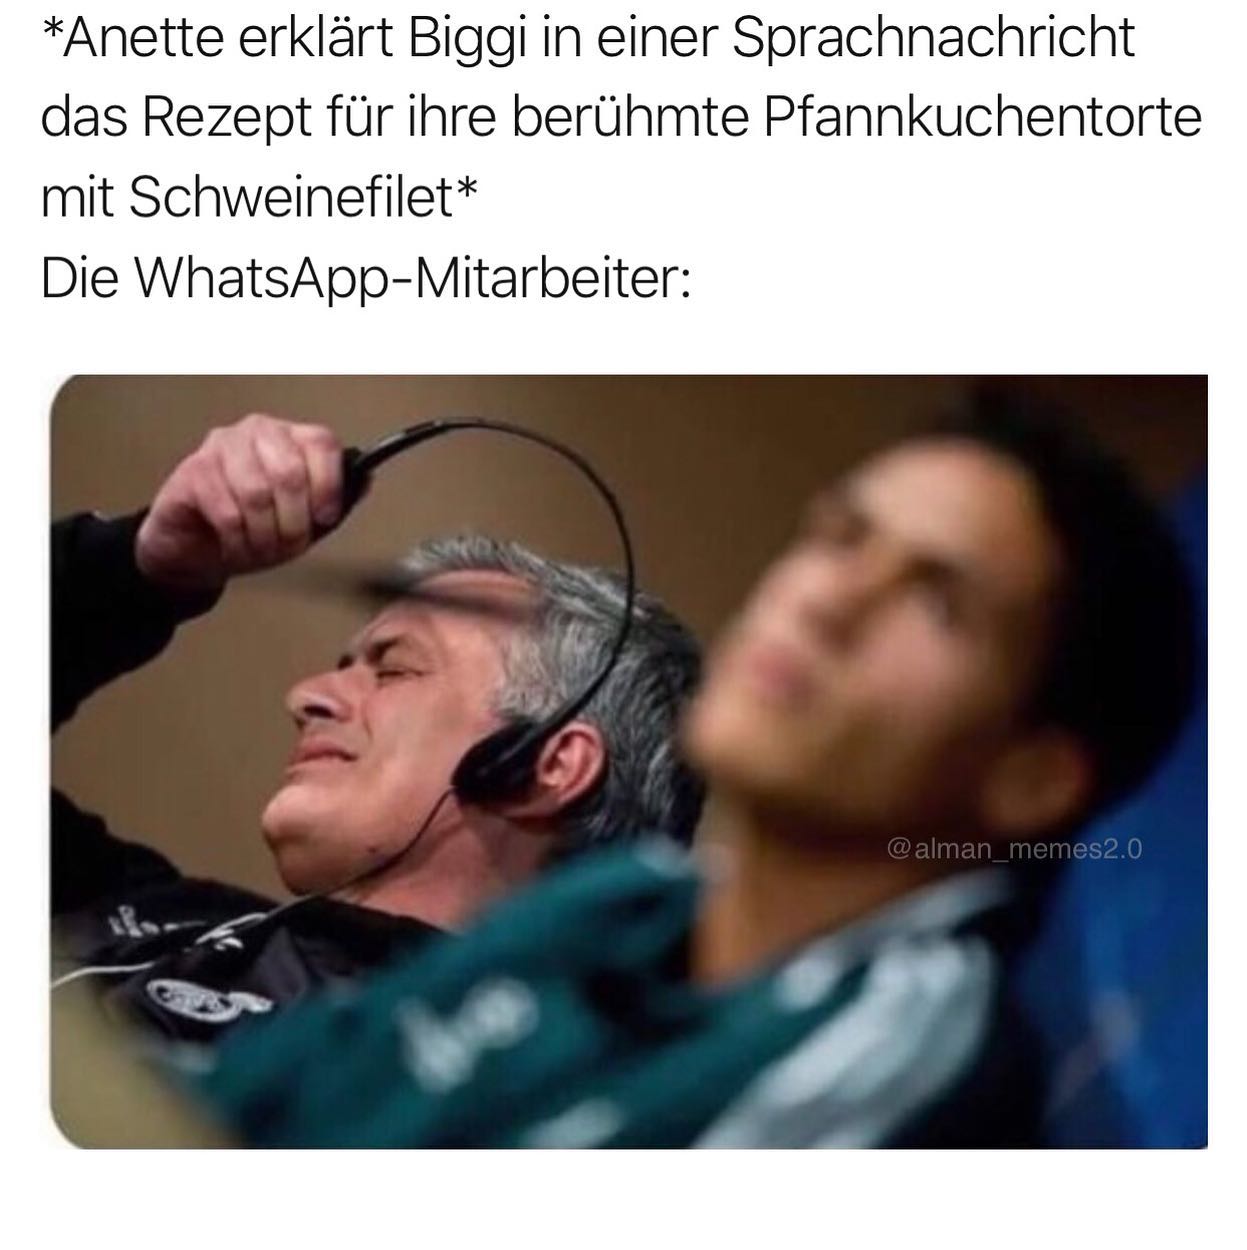 *Anette erklärt Biggi in einer Sprachnachricht
das Rezept für ihre berühmte Pfannkuchentorte
mit Schweinefilet*
Die WhatsApp-Mitarbeiter:
@alman_memes2.0